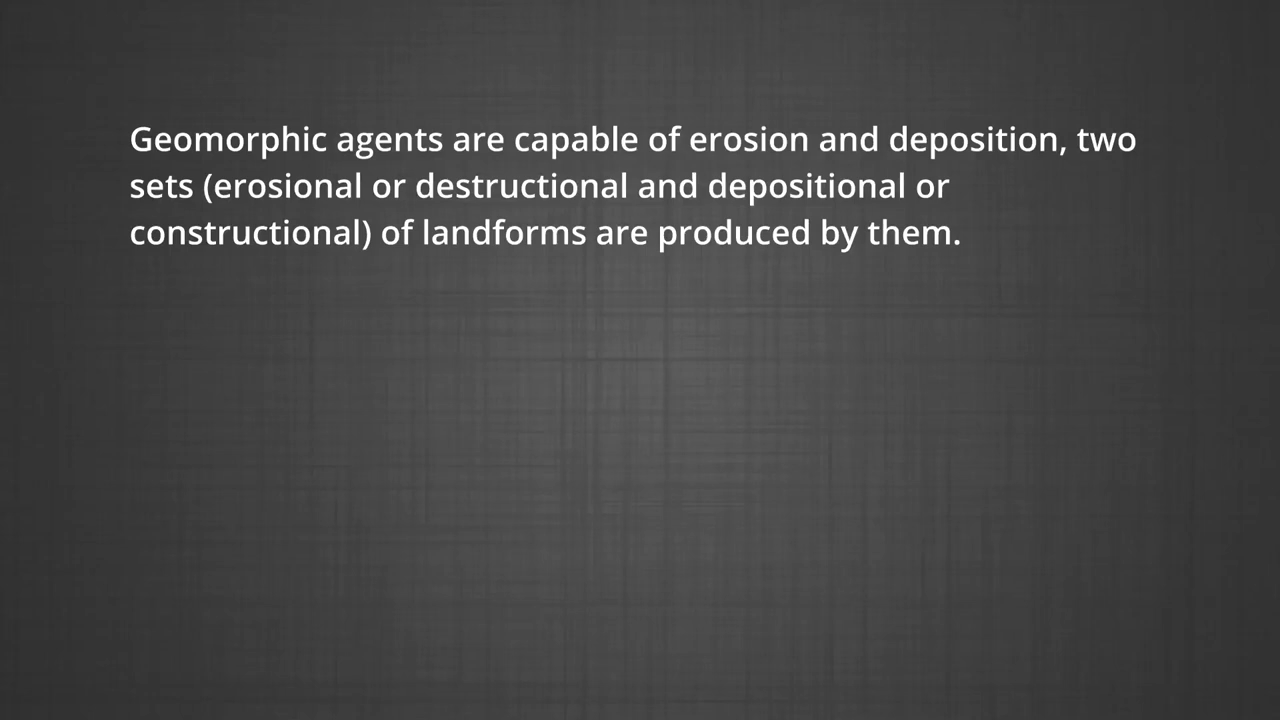 Geomorphic agents are capable of erosion and deposition, two
sets (erosional or destructional and depositional or
constructional) of landforms are produced by them.